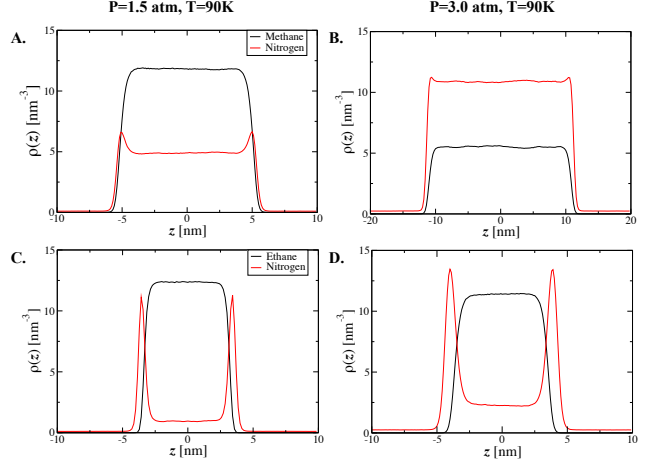 P=1.5 atm, T=90K
P=3.0 atm, T=90K
A.
Methane
Nitrogen
15
10
5
0
ρ(z) [nm⁻³]
-10
-5
0
5
10
z [nm]
B.
15
10
5
0
ρ(z) [nm⁻³]
-20
-10
0
10
20
z [nm]
C.
Ethane
Nitrogen
15
10
5
0
ρ(z) [nm⁻³]
-10
-5
0
5
10
z [nm]
D.
15
10
5
0
ρ(z) [nm⁻³]
-10
-5
0
5
10
z [nm]